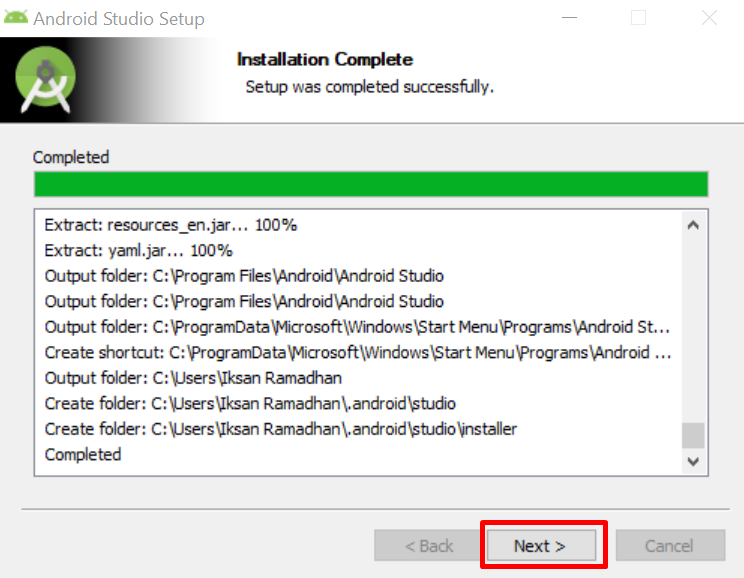 Android Studio Setup
Installation Complete
Setup was completed successfully.
Completed
Extract: resources_en.jar... 100%
Extract: yaml.jar... 100%
Output folder: C:\Program Files\Android\Android Studio
Output folder: C:\Program Files\Android\Android Studio
Output folder: C:\ProgramData\Microsoft\Windows\Start Menu\Programs\Android St...
Create shortcut: C:\ProgramData\Microsoft\Windows\Start Menu\Programs\Android ...
Output folder: C:\Users\Iksan Ramadhan
Create folder: C:\Users\Iksan Ramadhan\.android\studio
Create folder: C:\Users\Iksan Ramadhan\.android\studio\installer
Completed
< Back Next > Cancel